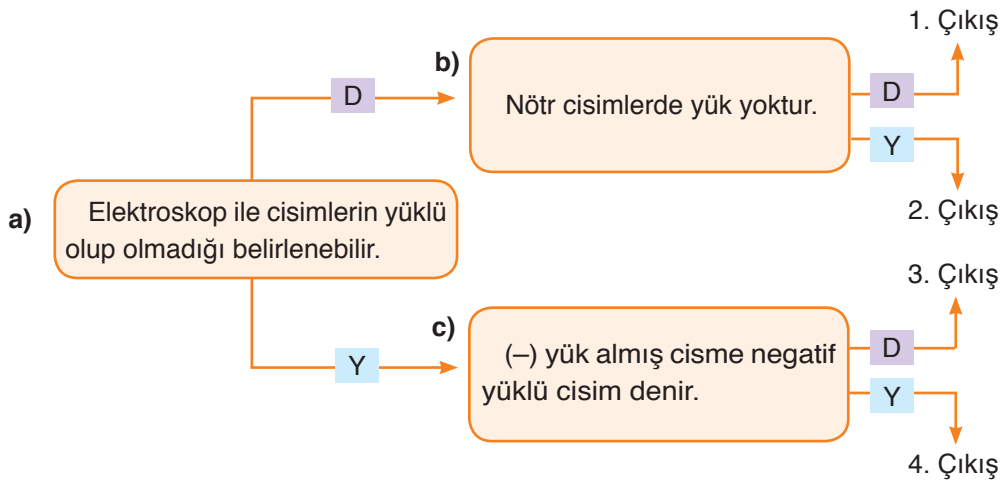 1. Çıkış
b)
D
Nötr cisimlerde yük yoktur.
D
Y
2. Çıkış
a)
Elektroskop ile cisimlerin yüklü
olup olmadığı belirlenebilir.
3. Çıkış
c)
Y
(–) yük almış cisme negatif
yüklü cisim denir.
D
Y
4. Çıkış